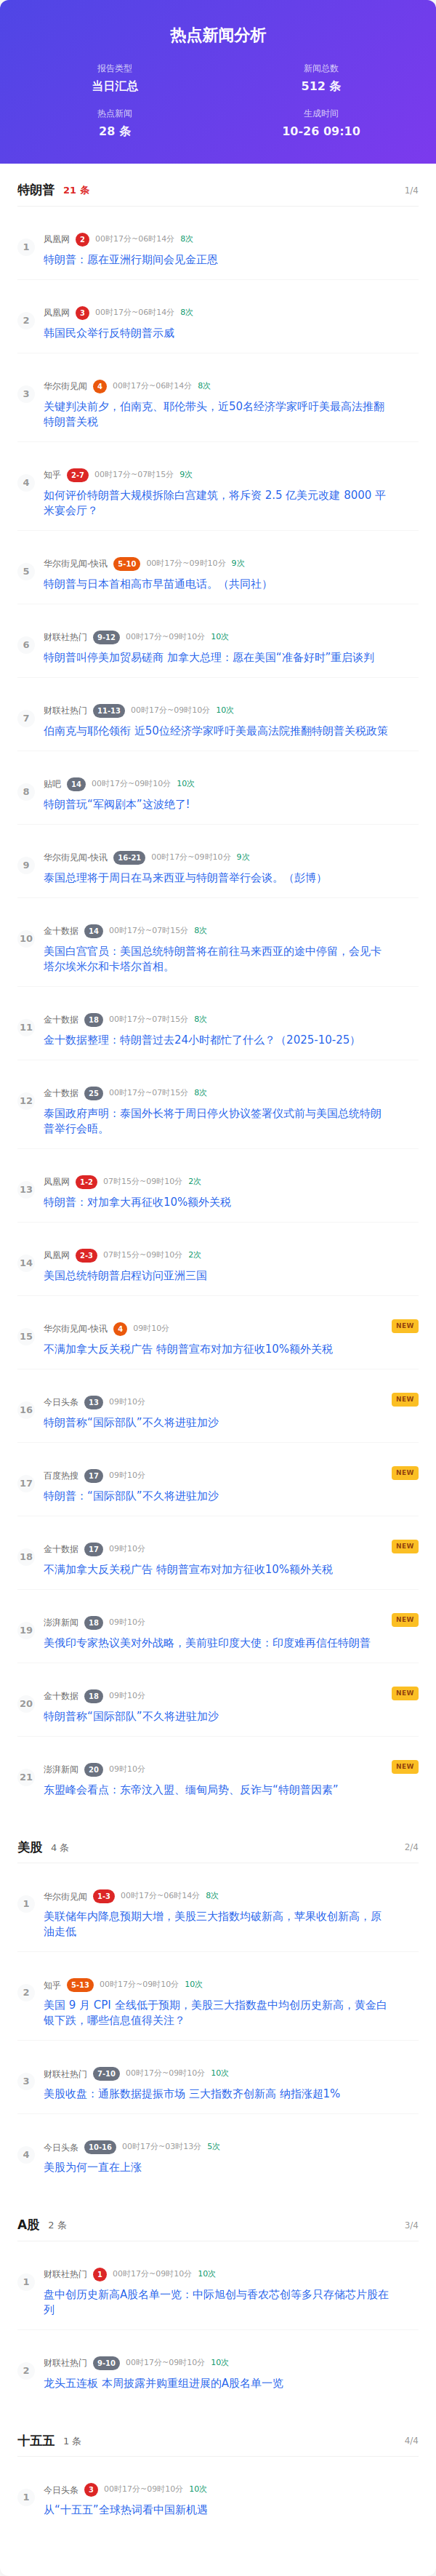 热点新闻分析
报告类型
当日汇总
新闻总数
512 条
热点新闻
28 条
生成时间
10-26 09:10
特朗普 21 条 1/4
1
凤凰网 2 00时17分~06时14分 8次
特朗普：愿在亚洲行期间会见金正恩
2
凤凰网 3 00时17分~06时14分 8次
韩国民众举行反特朗普示威
3
华尔街见闻 4 00时17分~06时14分 8次
关键判决前夕，伯南克、耶伦带头，近50名经济学家呼吁美最高法推翻
特朗普关税
4
知乎 2-7 00时17分~07时15分 9次
如何评价特朗普大规模拆除白宫建筑，将斥资 2.5 亿美元改建 8000 平
米宴会厅？
5
华尔街见闻-快讯 5-10 00时17分~09时10分 9次
特朗普与日本首相高市早苗通电话。（共同社）
6
财联社热门 9-12 00时17分~09时10分 10次
特朗普叫停美加贸易磋商 加拿大总理：愿在美国“准备好时”重启谈判
7
财联社热门 11-13 00时17分~09时10分 10次
伯南克与耶伦领衔 近50位经济学家呼吁美最高法院推翻特朗普关税政策
8
贴吧 14 00时17分~09时10分 10次
特朗普玩“军阀剧本”这波绝了!
9
华尔街见闻-快讯 16-21 00时17分~09时10分 9次
泰国总理将于周日在马来西亚与特朗普举行会谈。（彭博）
10
金十数据 14 00时17分~07时15分 8次
美国白宫官员：美国总统特朗普将在前往马来西亚的途中停留，会见卡
塔尔埃米尔和卡塔尔首相。
11
金十数据 18 00时17分~07时15分 8次
金十数据整理：特朗普过去24小时都忙了什么？（2025-10-25）
12
金十数据 25 00时17分~07时15分 8次
泰国政府声明：泰国外长将于周日停火协议签署仪式前与美国总统特朗
普举行会晤。
13
凤凰网 1-2 07时15分~09时10分 2次
特朗普：对加拿大再征收10%额外关税
14
凤凰网 2-3 07时15分~09时10分 2次
美国总统特朗普启程访问亚洲三国
15
华尔街见闻-快讯 4 09时10分 NEW
不满加拿大反关税广告 特朗普宣布对加方征收10%额外关税
16
今日头条 13 09时10分 NEW
特朗普称“国际部队”不久将进驻加沙
17
百度热搜 17 09时10分 NEW
特朗普：“国际部队”不久将进驻加沙
18
金十数据 17 09时10分 NEW
不满加拿大反关税广告 特朗普宣布对加方征收10%额外关税
19
澎湃新闻 18 09时10分 NEW
美俄印专家热议美对外战略，美前驻印度大使：印度难再信任特朗普
20
金十数据 18 09时10分 NEW
特朗普称“国际部队”不久将进驻加沙
21
澎湃新闻 20 09时10分 NEW
东盟峰会看点：东帝汶入盟、缅甸局势、反诈与“特朗普因素”
美股 4 条 2/4
1
华尔街见闻 1-3 00时17分~06时14分 8次
美联储年内降息预期大增，美股三大指数均破新高，苹果收创新高，原
油走低
2
知乎 5-13 00时17分~09时10分 10次
美国 9 月 CPI 全线低于预期，美股三大指数盘中均创历史新高，黄金白
银下跌，哪些信息值得关注？
3
财联社热门 7-10 00时17分~09时10分 10次
美股收盘：通胀数据提振市场 三大指数齐创新高 纳指涨超1%
4
今日头条 10-16 00时17分~03时13分 5次
美股为何一直在上涨
A股 2 条 3/4
1
财联社热门 1 00时17分~09时10分 10次
盘中创历史新高A股名单一览：中际旭创与香农芯创等多只存储芯片股在
列
2
财联社热门 9-10 00时17分~09时10分 10次
龙头五连板 本周披露并购重组进展的A股名单一览
十五五 1 条 4/4
1
今日头条 3 00时17分~09时10分 10次
从“十五五”全球热词看中国新机遇